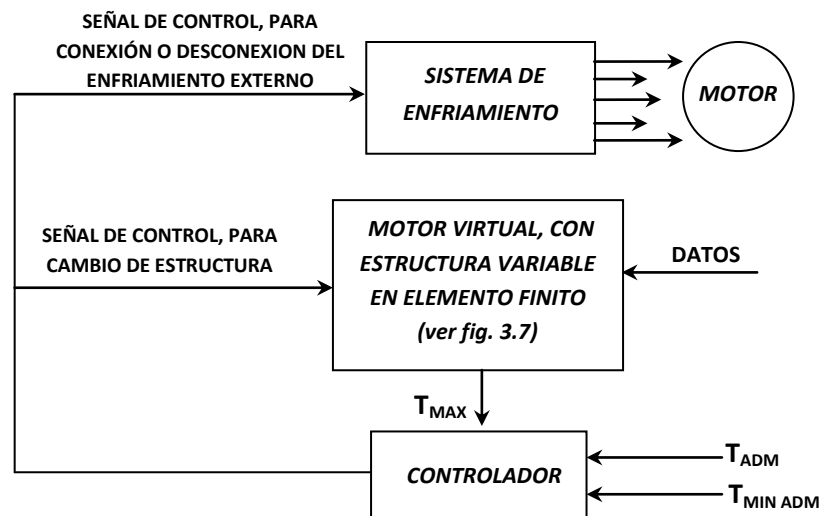 SEÑAL DE CONTROL, PARA
CONEXIÓN O DESCONEXION DEL
ENFRIAMIENTO EXTERNO
SISTEMA DE
ENFRIAMIENTO
MOTOR
SEÑAL DE CONTROL, PARA
CAMBIO DE ESTRUCTURA
MOTOR VIRTUAL, CON
ESTRUCTURA VARIABLE
EN ELEMENTO FINITO
(ver fig. 3.7)
DATOS
TMAX
CONTROLADOR
TADM
TMIN ADM